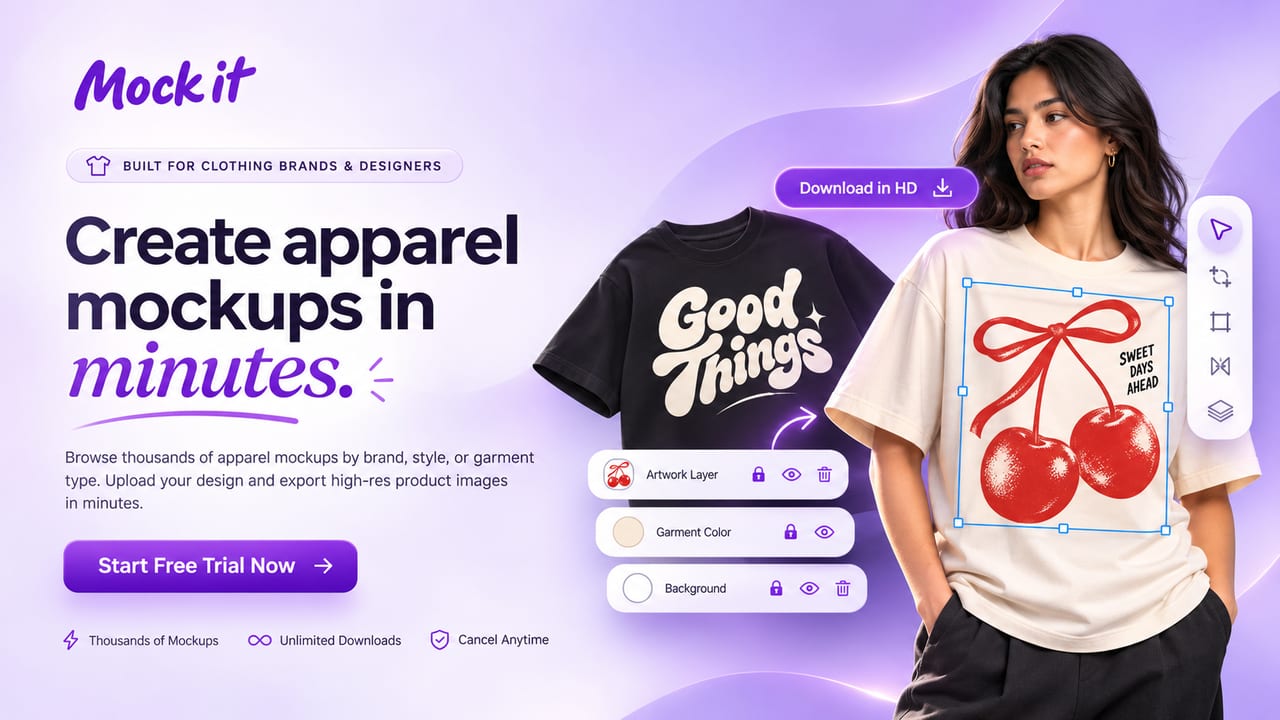 Mock it
BUILT FOR CLOTHING BRANDS & DESIGNERS
Create apparel
mockups in
minutes.
Browse thousands of apparel mockups by brand, style, or garment
type. Upload your design and export high-res product images
in minutes.
Start Free Trial Now
Thousands of Mockups
Unlimited Downloads
Cancel Anytime
Download in HD
Good
Things
SWEET
DAYS
AHEAD
Artwork Layer
Garment Color
Background